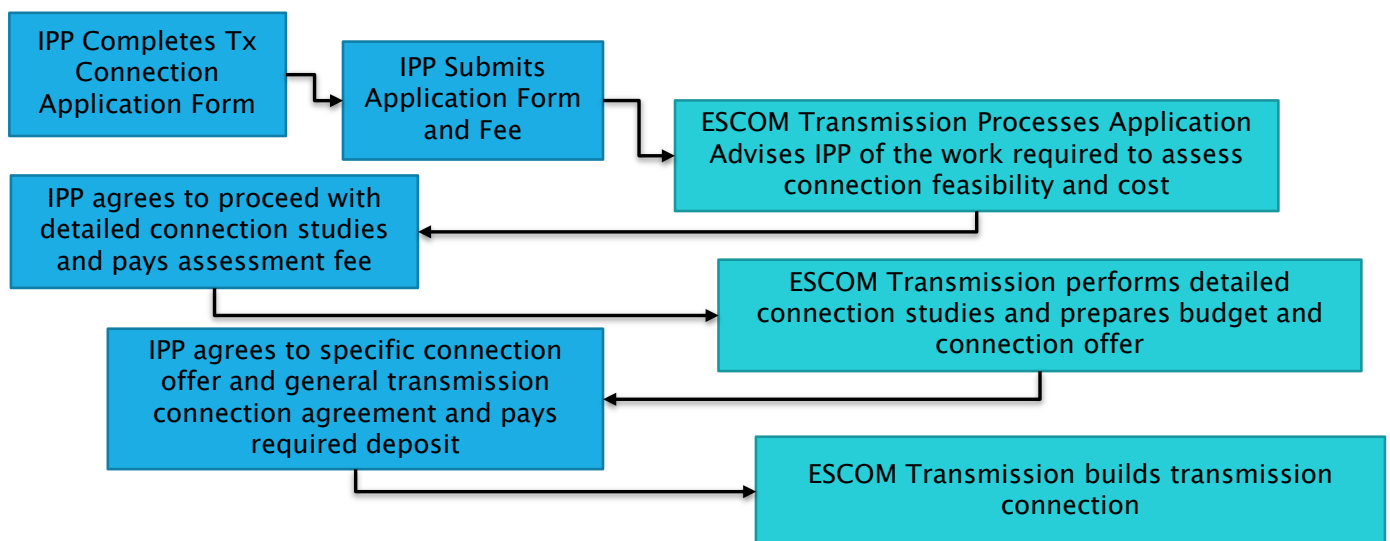 IPP Completes Tx
Connection
Application Form
IPP Submits
Application Form
and Fee
ESCOM Transmission Processes Application
Advises IPP of the work required to assess
connection feasibility and cost
IPP agrees to proceed with
detailed connection studies
and pays assessment fee
ESCOM Transmission performs detailed
connection studies and prepares budget and
connection offer
IPP agrees to specific connection
offer and general transmission
connection agreement and pays
required deposit
ESCOM Transmission builds transmission
connection